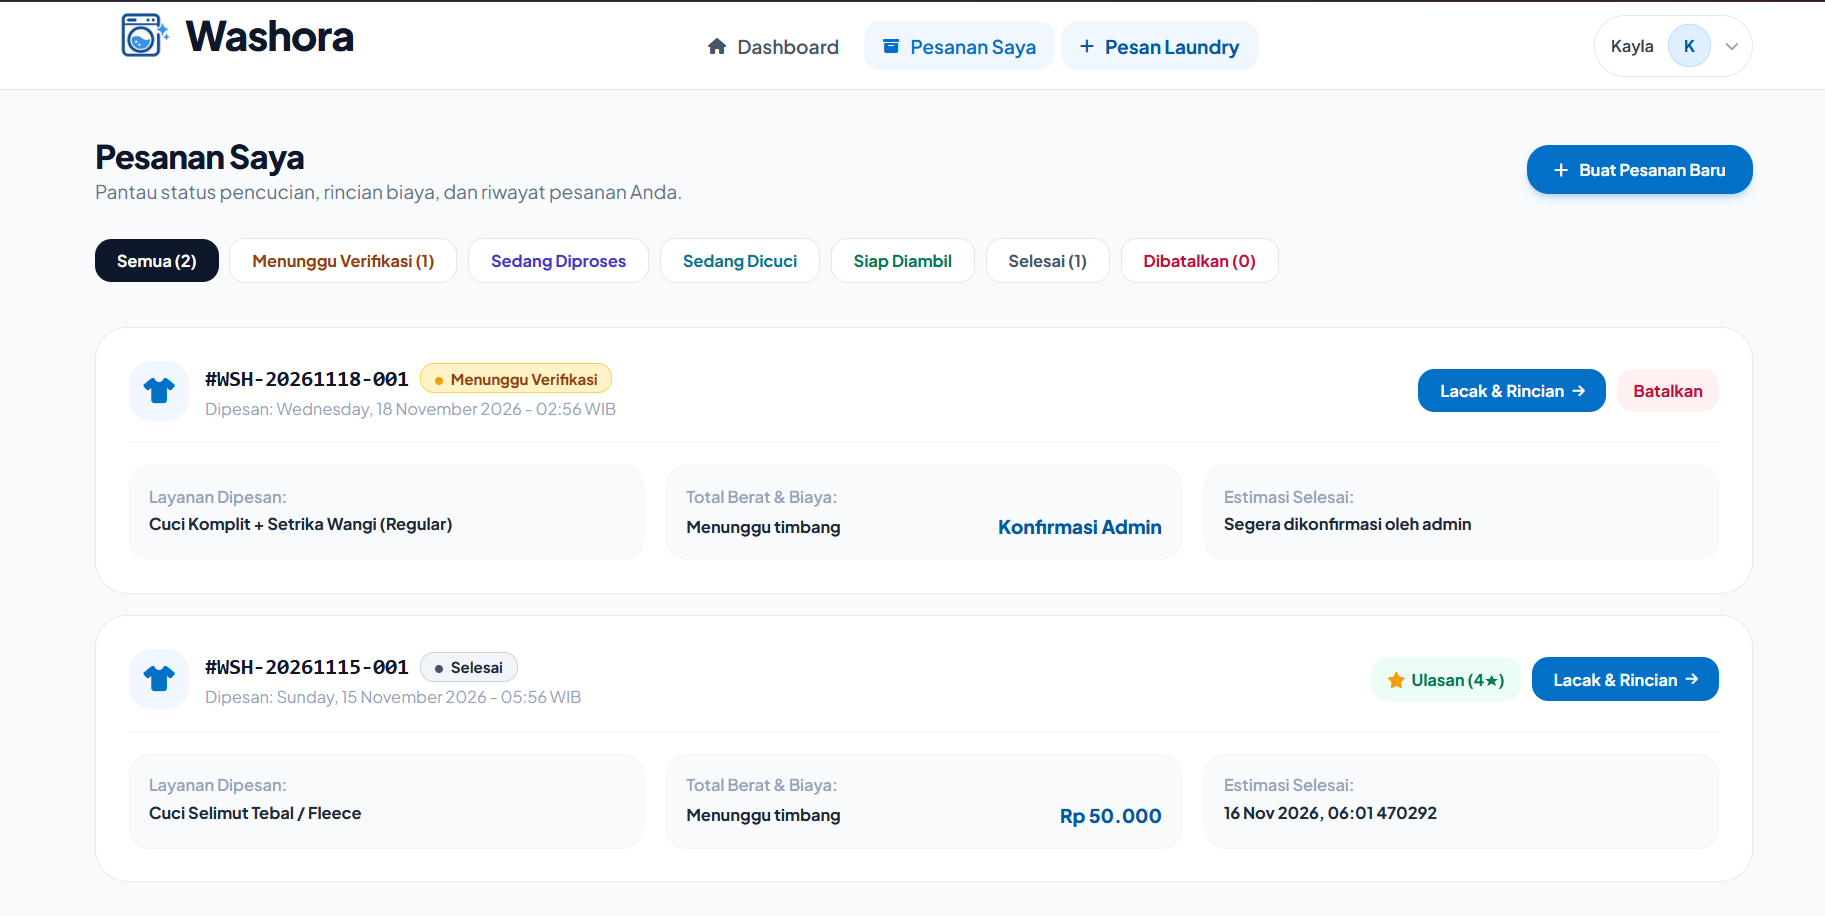 Washora
Dashboard
Pesanan Saya
+ Pesan Laundry
Kayla
K
Pesanan Saya
Pantau status pencucian, rincian biaya, dan riwayat pesanan Anda.
+ Buat Pesanan Baru
Semua (2)
Menunggu Verifikasi (1)
Sedang Diproses
Sedang Dicuci
Siap Diambil
Selesai (1)
Dibatalkan (0)
#WSH-20261118-001
Menunggu Verifikasi
Dipesan: Wednesday, 18 November 2026 - 02:56 WIB
Lacak & Rincian →
Batalkan
Layanan Dipesan:
Cuci Komplit + Setrika Wangi (Regular)
Total Berat & Biaya:
Menunggu timbang
Konfirmasi Admin
Estimasi Selesai:
Segera dikonfirmasi oleh admin
#WSH-20261115-001
Selesai
Dipesan: Sunday, 15 November 2026 - 05:56 WIB
Ulasan (4★)
Lacak & Rincian →
Layanan Dipesan:
Cuci Selimut Tebal / Fleece
Total Berat & Biaya:
Menunggu timbang
Rp 50.000
Estimasi Selesai:
16 Nov 2026, 06:01 470292